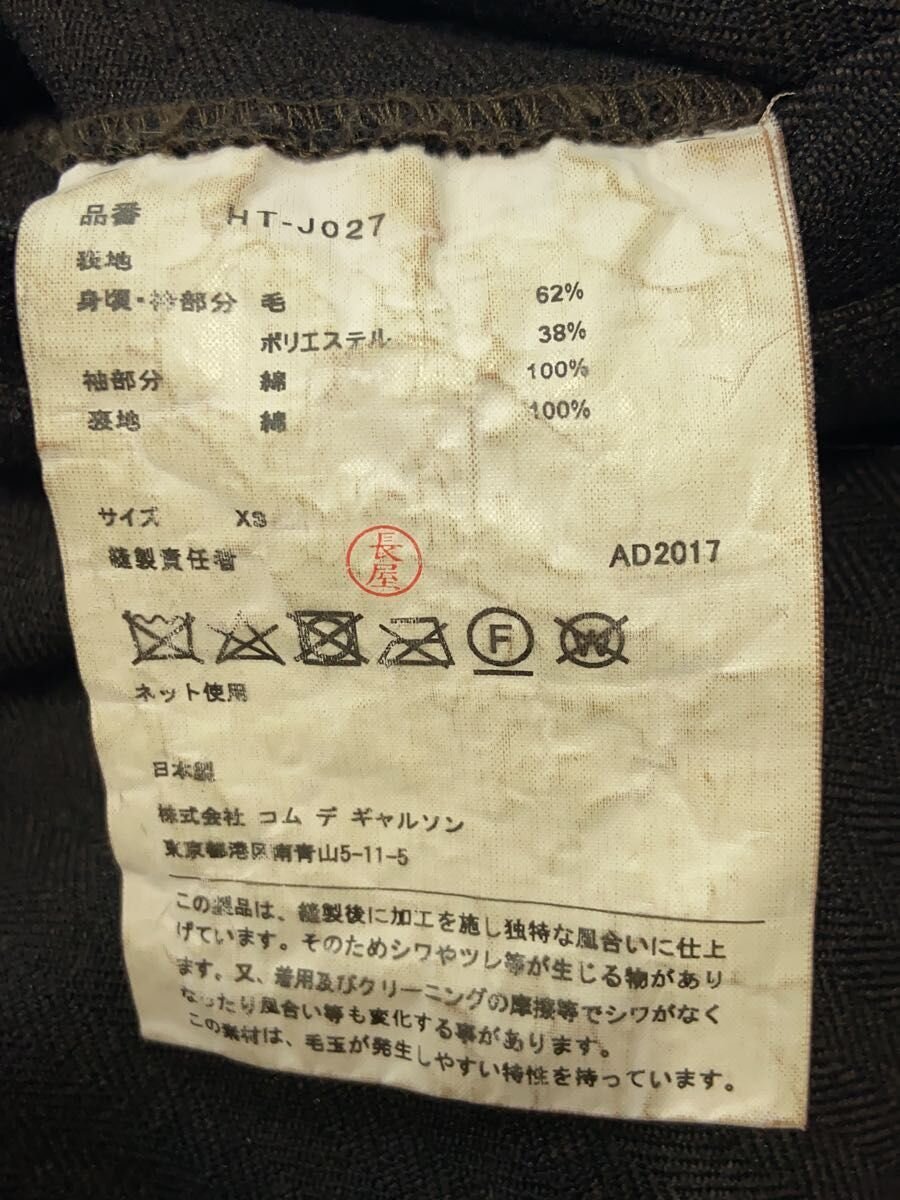 品番 HT-J027
表地
身頃・袖部分 毛 62%
ポリエステル 38%
袖部分 綿 100%
裏地 綿 100%
サイズ XS
縫製責任者 長屋 AD2017
F W
ネット使用
日本製
株式会社 コム デ ギャルソン
東京都港区南青山5-11-5
この製品は、縫製後に加工を施し独特な風合いに仕上
げています。そのためシワやツレ等が生じる物があり
ます。又、着用及びクリーニングの摩擦等でシワがなく
なったり風合い等も変化する事があります。
この素材は、毛玉が発生しやすい特性を持っています。